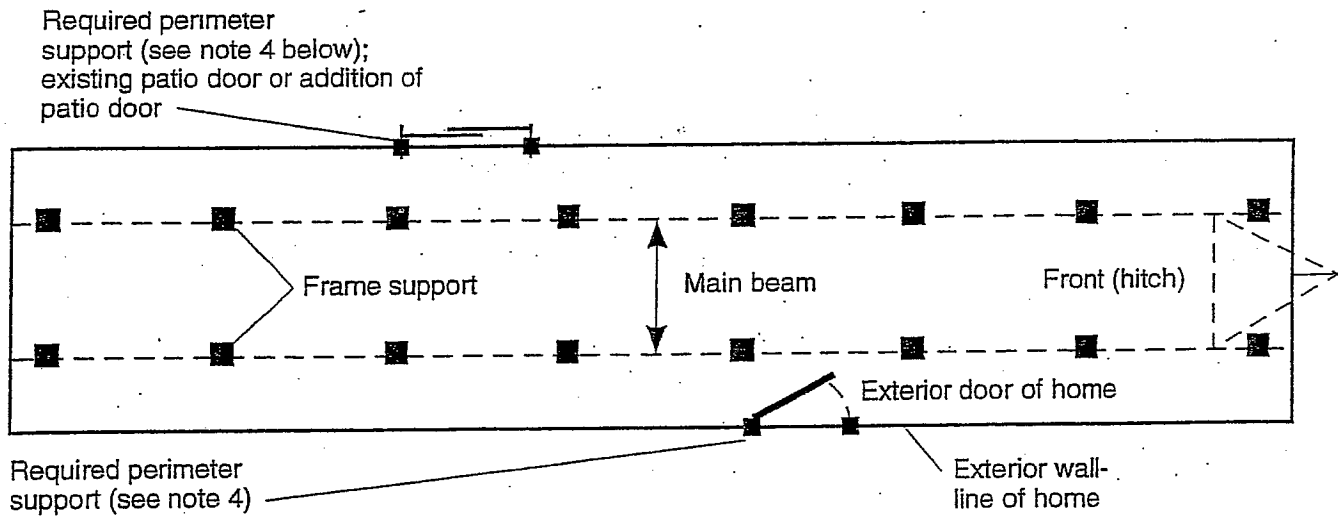 Required perimeter
support (see note 4 below);
existing patio door or addition of
patio door
Frame support
Main beam
Front (hitch)
Exterior door of home
Required perimeter
support (see note 4)
Exterior wall-
line of home